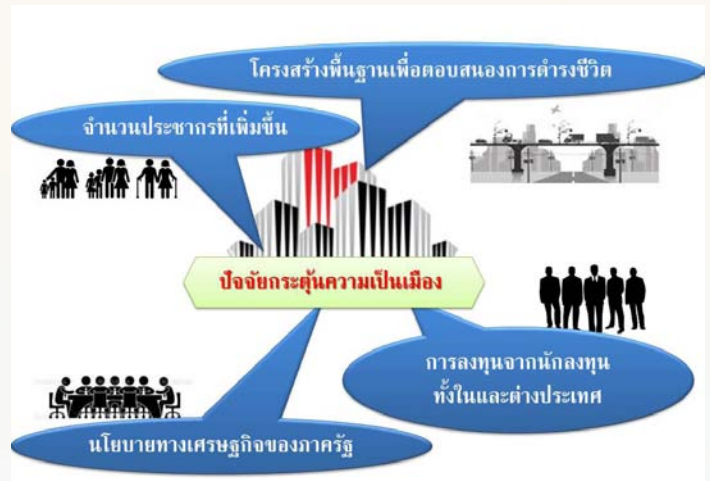 โครงสร้างพื้นฐานเพื่อตอบสนองการดำรงชีวิต
จำนวนประชากรที่เพิ่มขึ้น
ปัจจัยกระตุ้นความเป็นเมือง
การลงทุนจากนักลงทุน
ทั้งในและต่างประเทศ
นโยบายทางเศรษฐกิจของภาครัฐ